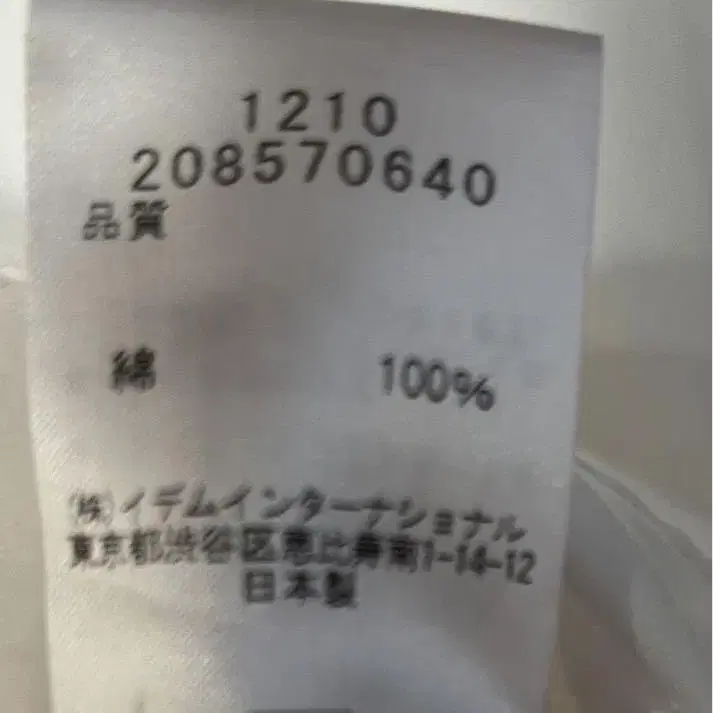 1210
208570640
品質
綿 100%
(株)イデムインターナショナル
東京都渋谷区恵比寿南1-14-12
日本製